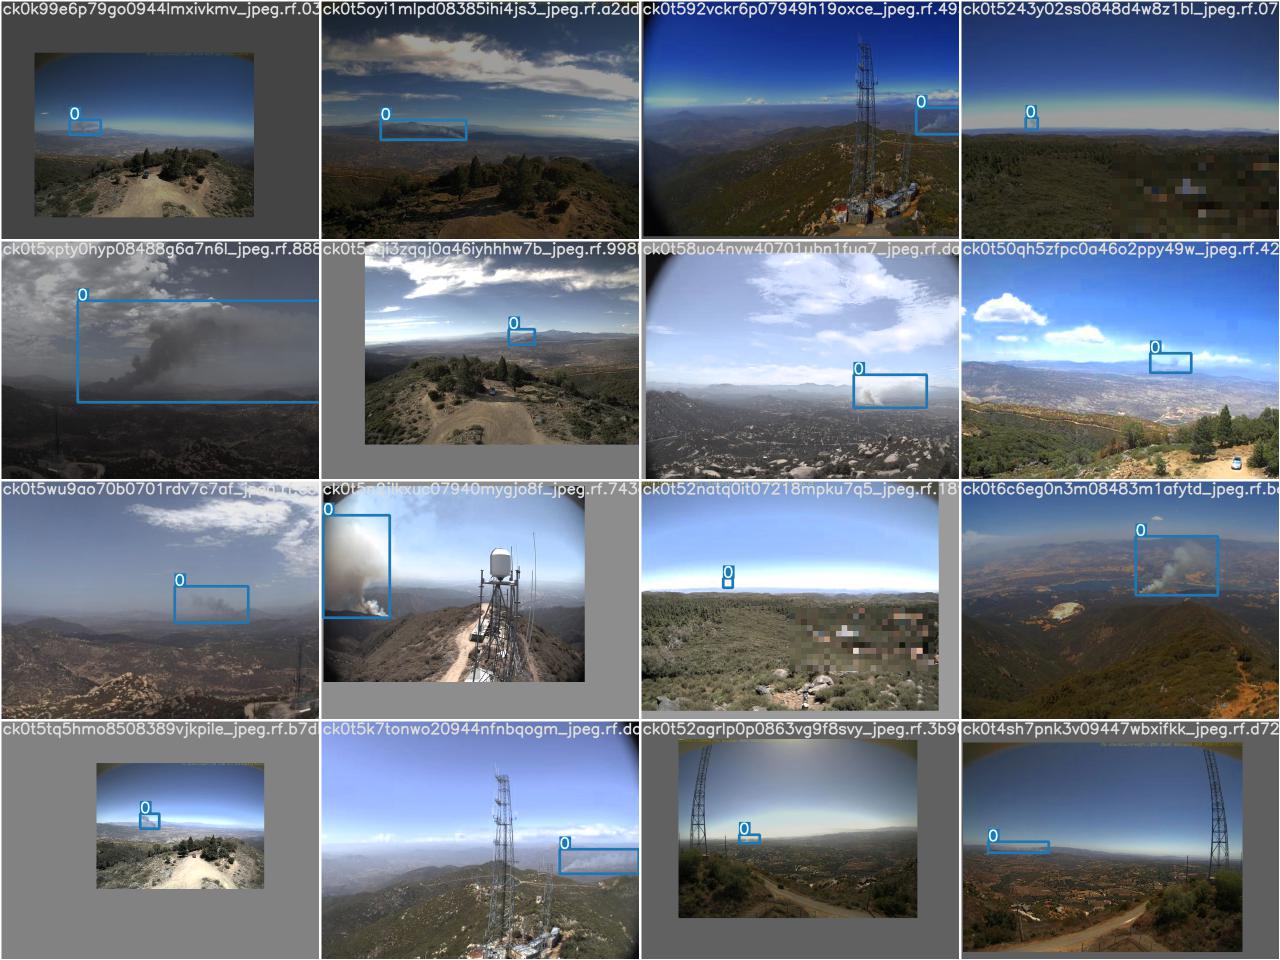 ck0k99e6p79go0944lmxivkmv_jpeg.rf.03
ck0t5oyi1mlpd08385ihi4js3_jpeg.rf.a2dd
ck0t592vckr6p07949h19oxce_jpeg.rf.49
ck0t5243y02ss0848d4w8z1bl_jpeg.rf.07
0
0
0
0
ck0t5xpty0hyp08488g6a7n6l_jpeg.rf.888
ck0t58uo4nvw40701ubn1fua7_jpeg.rf.dd
ck0t50qh5zfpc0a46o2ppy49w_jpeg.rf.42
0
0
0
0
ck0t52natq0it07218mpku7q5_jpeg.rf.18
ck0t6c6eg0n3m08483m1afytd_jpeg.rf.bd
0
0
0
0
ck0t5tq5hmo8508389vjkpile_jpeg.rf.b7d
ck0t5k7tonwo20944nfnbqogm_jpeg.rf.dc
ck0t52agrlp0p0863vg9f8svy_jpeg.rf.3b90
ck0t4sh7pnk3v09447wbxifkk_jpeg.rf.d72
0
0
0
0